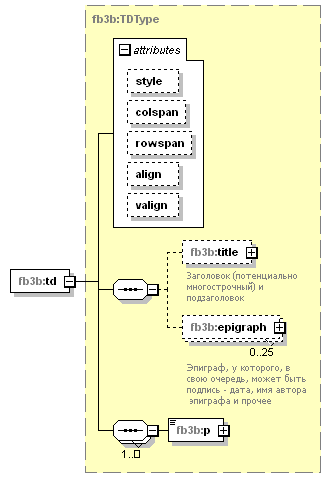 fb3b:TDType
attributes
style
colspan
rowspan
align
valign
fb3b:td
fb3b:title
Заголовок (потенциально
многострочный) и
подзаголовок
fb3b:epigraph
0..25
Эпиграф, у которого, в
свою очередь, может быть
подпись - дата, имя автора
эпиграфа и прочее
fb3b:p
1..